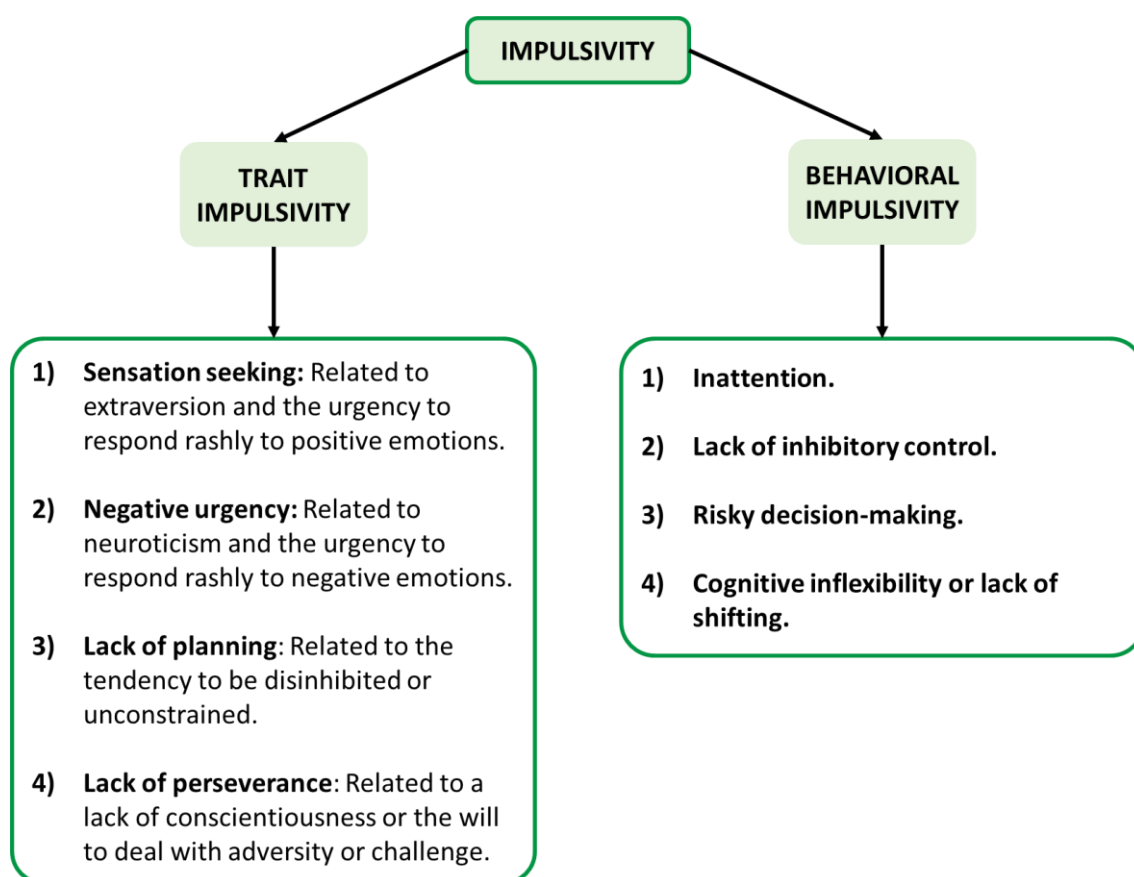 IMPULSIVITY
TRAIT
IMPULSIVITY
BEHAVIORAL
IMPULSIVITY
1) Sensation seeking: Related to
extraversion and the urgency to
respond rashly to positive emotions.
2) Negative urgency: Related to
neuroticism and the urgency to
respond rashly to negative emotions.
3) Lack of planning: Related to the
tendency to be disinhibited or
unconstrained.
4) Lack of perseverance: Related to a
lack of conscientiousness or the will
to deal with adversity or challenge.
1) Inattention.
2) Lack of inhibitory control.
3) Risky decision-making.
4) Cognitive inflexibility or lack of
shifting.